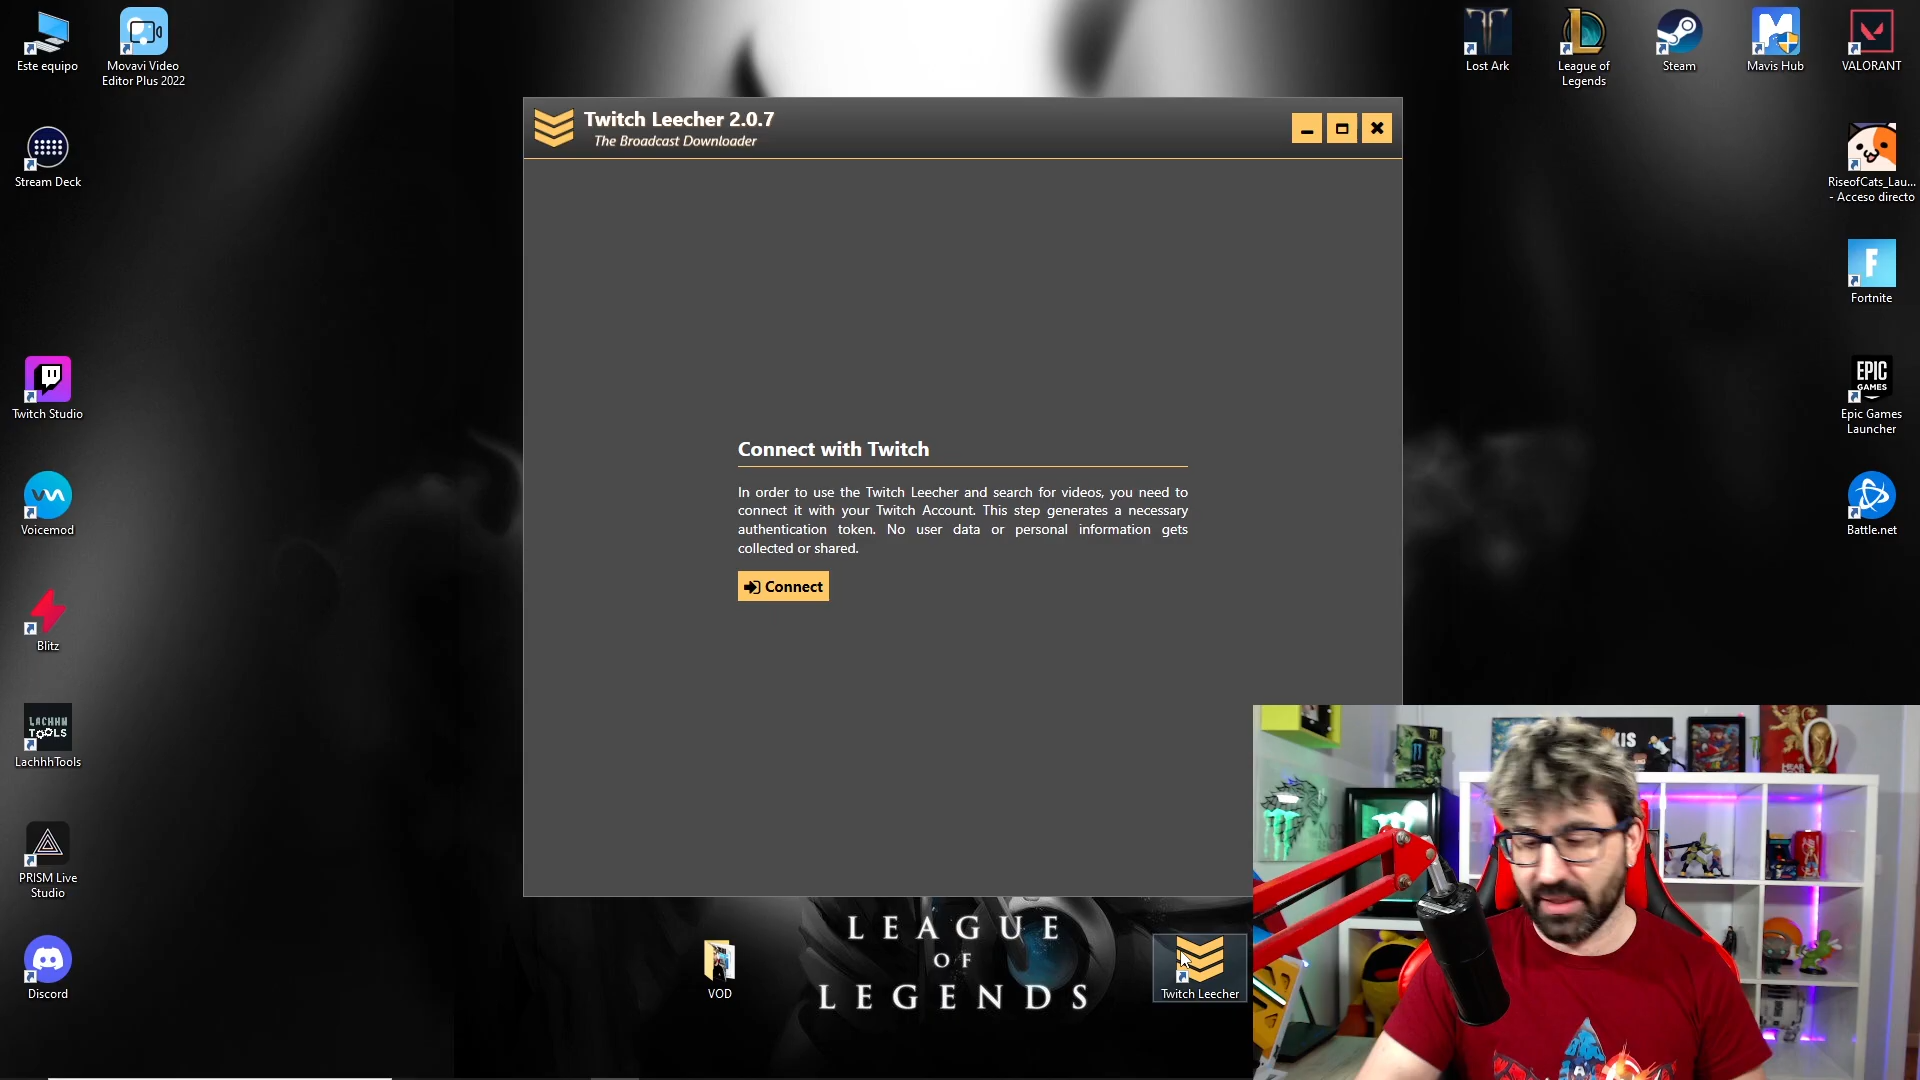 Este equipo
Movavi Video
Editor Plus 2022
Stream Deck
Twitch Studio
Voicemod
Blitz
LACHHH
TOOLS
LachhhTools
PRISM Live
Studio
Discord
Twitch Leecher 2.0.7
The Broadcast Downloader
Connect with Twitch
In order to use the Twitch Leecher and search for videos, you need to
connect it with your Twitch Account. This step generates a necessary
authentication token. No user data or personal information gets
collected or shared.
Connect
LEAGUE
OF
LEGENDS
VOD
Twitch Leecher
Lost Ark
League of
Legends
Steam
Mavis Hub
VALORANT
RiseofCats_Lau...
- Acceso directo
F
Fortnite
EPIC
GAMES
Epic Games
Launcher
Battle.net